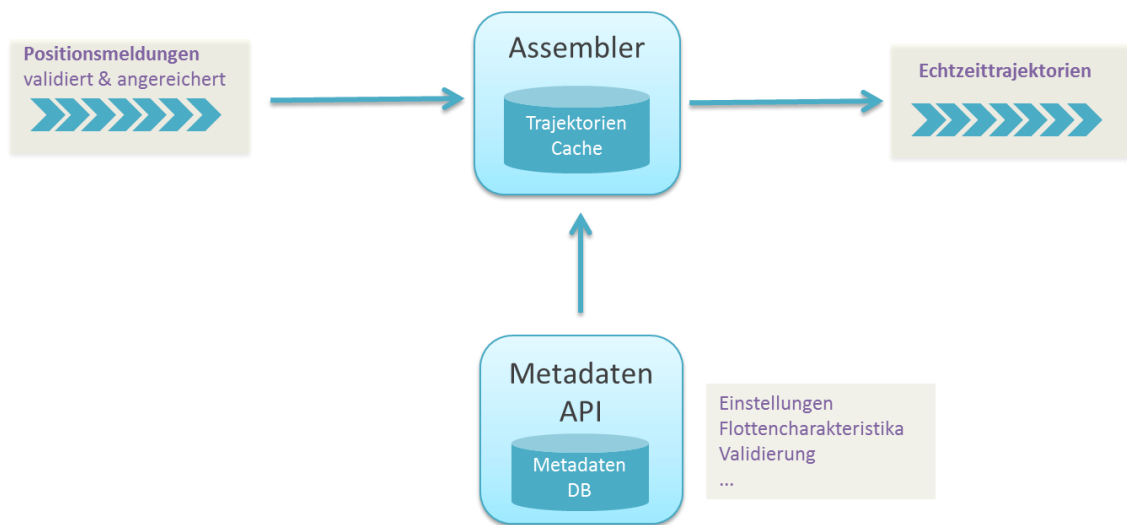 Positionsmeldungen
validiert & angereichert
Assembler
Trajektorien
Cache
Echtzeittrajektorien
Metadaten
API
Metadaten
DB
Einstellungen
Flottencharakteristika
Validierung
...